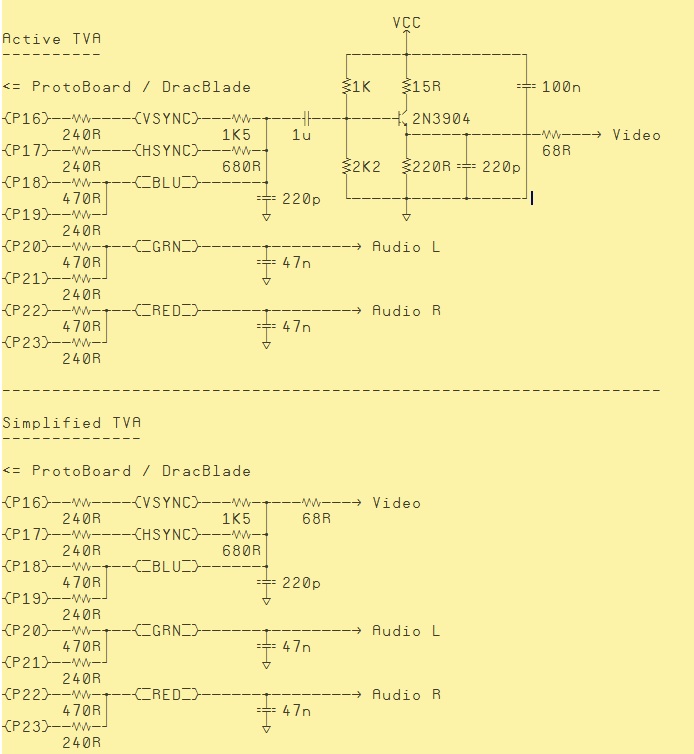 VCC
Active TVA
<= ProtoBoard / DracBlade
1K 15R 100n
P16 VSYNC 2N3904
240R 1K5 1u
Video
P17 HSYNC 68R
240R 680R 2K2 220R 220p
P18 BLU
470R 220p
P19
240R
P20 GRN Audio L
470R 47n
P21
240R
P22 RED Audio R
470R 47n
P23
240R
Simplified TVA
<= ProtoBoard / DracBlade
P16 VSYNC Video
240R 1K5 68R
P17 HSYNC
240R 680R
P18 BLU
470R 220p
P19
240R
P20 GRN Audio L
470R 47n
P21
240R
P22 RED Audio R
470R 47n
P23
240R